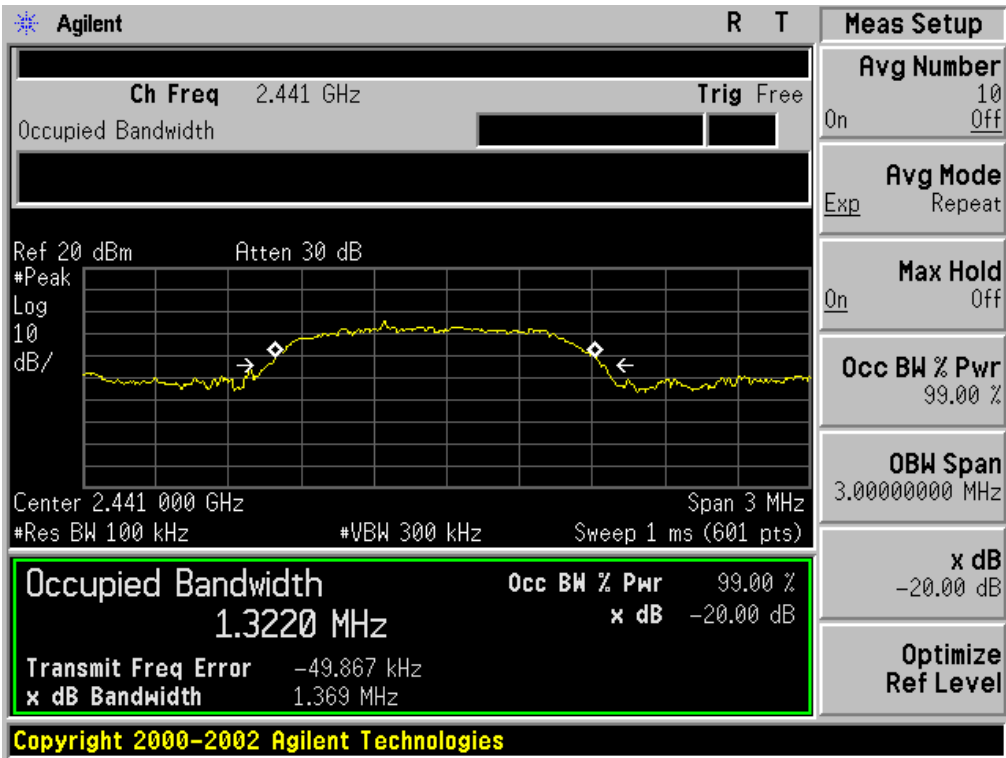 Agilent R T
Ch Freq 2.441 GHz Trig Free
Occupied Bandwidth
Ref 20 dBm Atten 30 dB
#Peak
Log
10
dB/
Center 2.441 000 GHz Span 3 MHz
#Res BW 100 kHz #VBW 300 kHz Sweep 1 ms (601 pts)
Occupied Bandwidth Occ BW % Pwr 99.00 %
1.3220 MHz x dB -20.00 dB
Transmit Freq Error -49.867 kHz
x dB Bandwidth 1.369 MHz
Copyright 2000-2002 Agilent Technologies
Meas Setup
Avg Number
10
On Off
Avg Mode
Exp Repeat
Max Hold
On Off
Occ BW % Pwr
99.00 %
OBW Span
3.00000000 MHz
x dB
-20.00 dB
Optimize
Ref Level